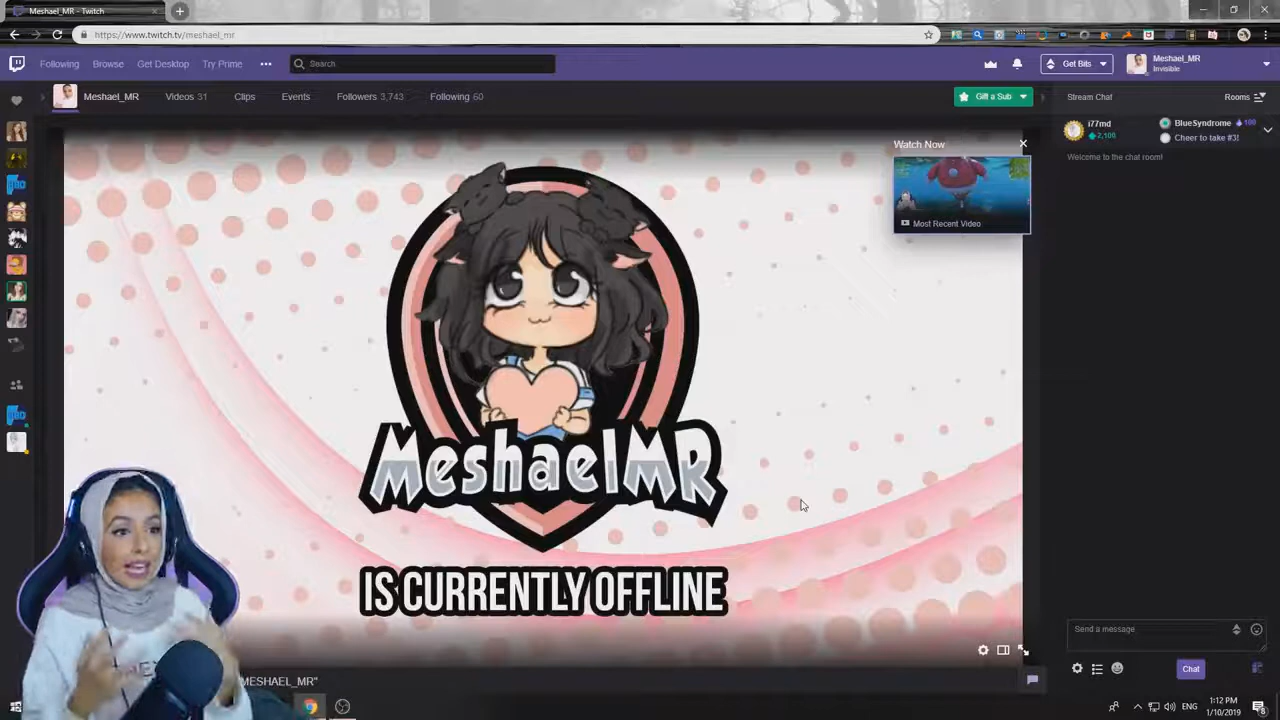 Meshael_MR - Twitch
https://www.twitch.tv/meshael_mr
Following
Browse
Get Desktop
Try Prime
Search
Get Bits
Meshael_MR
Invisible
Meshael_MR
Videos 31
Clips
Events
Followers 3,743
Following 60
Gift a Sub
Stream Chat
Rooms
i77md
2,100
BlueSyndrome 100
Cheer to take #3!
Welcome to the chat room!
Watch Now
Most Recent Video
MeshaelMR
IS CURRENTLY OFFLINE
MESHAEL_MR"
Send a message
Chat
ENG
1:12 PM
1/10/2019